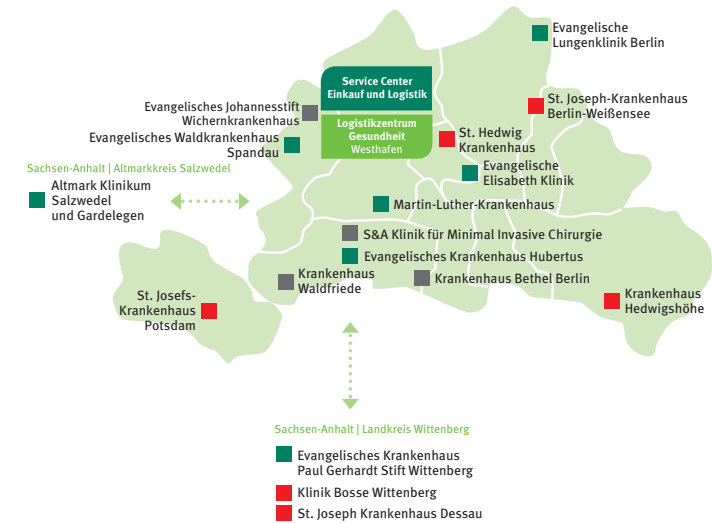 Evangelische
Lungenklinik Berlin
Service Center
Einkauf und Logistik
Logistikzentrum
Gesundheit
Westhafen
Evangelisches Johannesstift
Wichernkrankenhaus
St. Joseph-Krankenhaus
Berlin-Weißensee
Evangelisches Waldkrankenhaus
Spandau
St. Hedwig
Krankenhaus
Evangelische
Elisabeth Klinik
Sachsen-Anhalt | Altmarkkreis Salzwedel
Altmark Klinikum
Salzwedel
und Gardelegen
Martin-Luther-Krankenhaus
S&A Klinik für Minimal Invasive Chirurgie
Evangelisches Krankenhaus Hubertus
Krankenhaus
Waldfriede
Krankenhaus Bethel Berlin
St. Josefs-
Krankenhaus
Potsdam
Krankenhaus
Hedwigshöhe
Sachsen-Anhalt | Landkreis Wittenberg
Evangelisches Krankenhaus
Paul Gerhardt Stift Wittenberg
Klinik Bosse Wittenberg
St. Joseph Krankenhaus Dessau